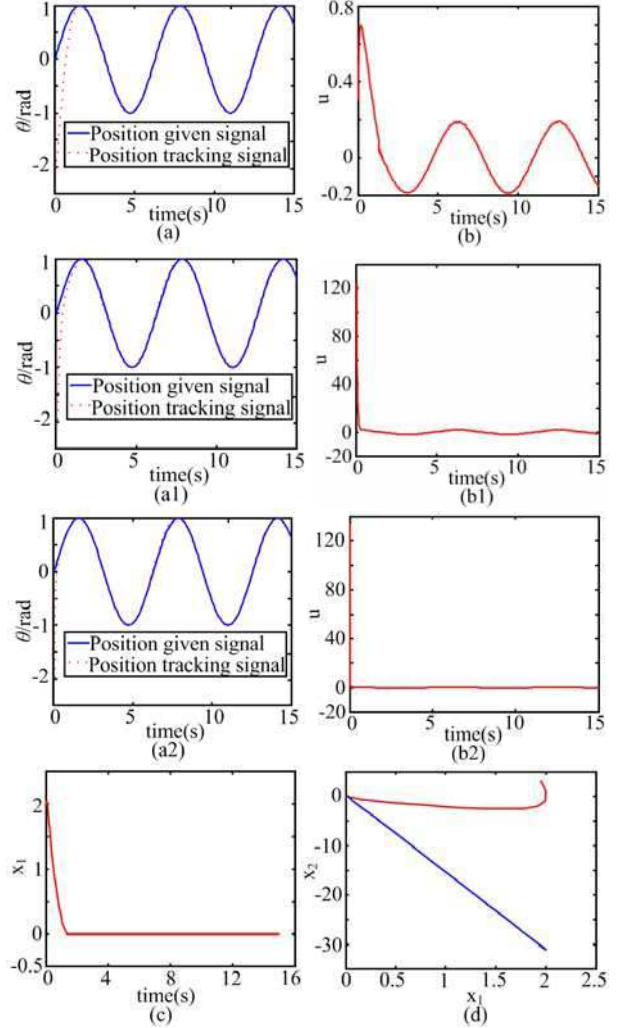 1
0
-1
-2
θ/rad
Position given signal
Position tracking signal
0
5
10
15
time(s)
(a)
0.8
0.4
0
-0.2
u
0
5
10
15
time(s)
(b)
1
0
-1
-2
θ/rad
Position given signal
Position tracking signal
0
5
10
15
time(s)
(a1)
120
80
40
0
-20
u
0
5
10
15
time(s)
(b1)
1
0
-1
-2
θ/rad
Position given signal
Position tracking signal
0
5
10
15
time(s)
(a2)
120
80
40
0
-20
u
0
5
10
15
time(s)
(b2)
2
1
0
-0.5
x₁
0
4
8
12
16
time(s)
(c)
0
-10
-20
-30
x₂
0
0.5
1
1.5
2
2.5
x₁
(d)